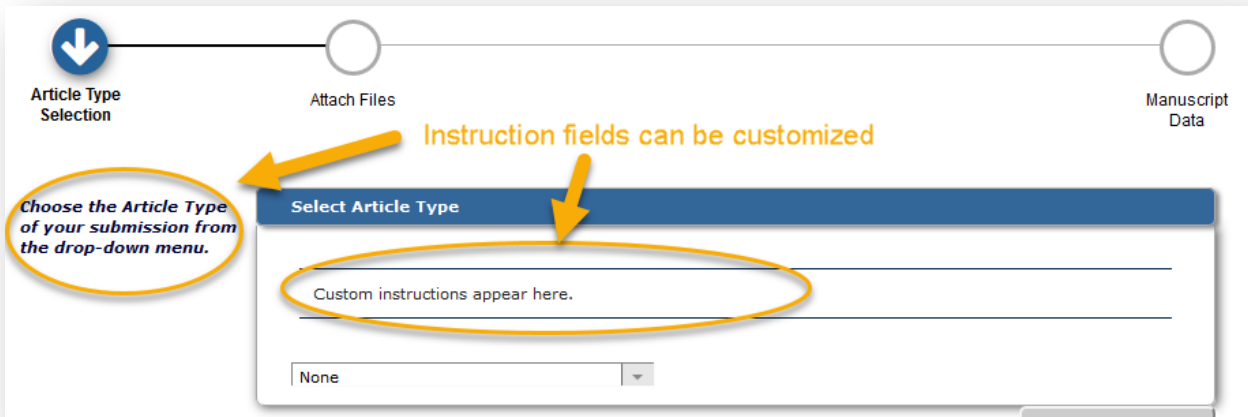 Article Type
Selection
Attach Files
Manuscript
Data
Instruction fields can be customized
Choose the Article Type
of your submission from
the drop-down menu.
Select Article Type
Custom instructions appear here.
None